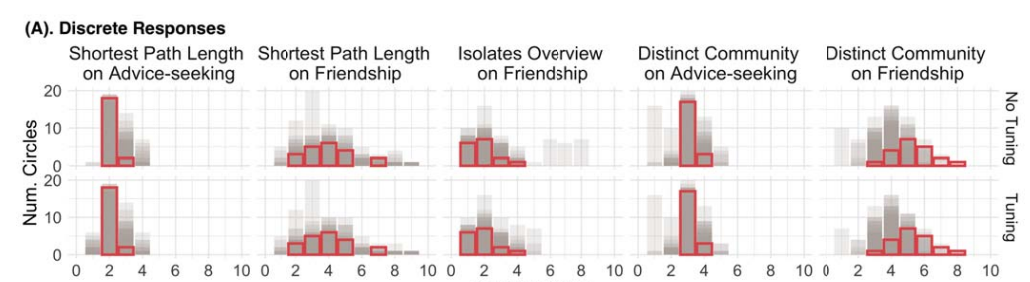 (A). Discrete Responses
Shortest Path Length Shortest Path Length Isolates Overview Distinct Community Distinct Community
on Advice-seeking on Friendship on Friendship on Advice-seeking on Friendship
20
10
0
No Tuning
Num. Circles
20
10
0
Tuning
0 2 4 6 8 10 0 2 4 6 8 10 0 2 4 6 8 10 0 2 4 6 8 10 0 2 4 6 8 10